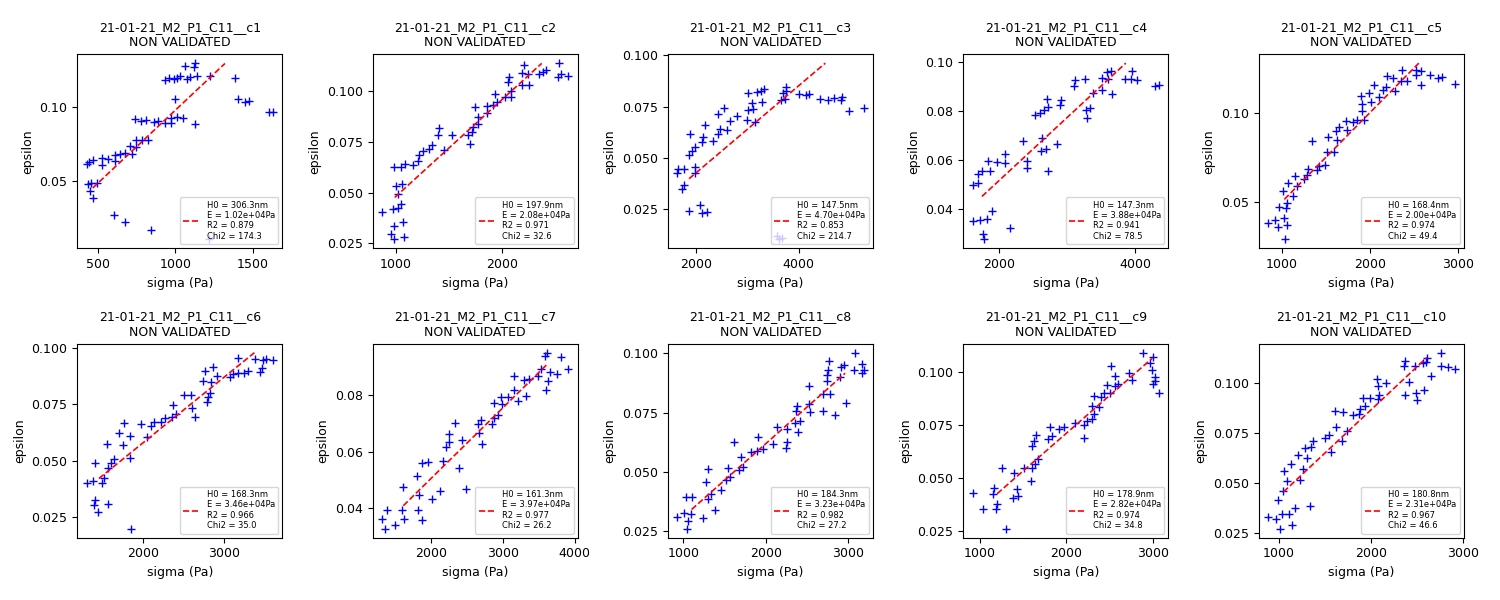 21-01-21_M2_P1_C11__c1
NON VALIDATED
epsilon
0.10
0.05
H0 = 306.3nm
E = 1.02e+04Pa
R2 = 0.879
Chi2 = 174.3
500 1000 1500
sigma (Pa)
21-01-21_M2_P1_C11__c2
NON VALIDATED
epsilon
0.100
0.075
0.050
0.025
H0 = 197.9nm
E = 2.08e+04Pa
R2 = 0.971
Chi2 = 32.6
1000 2000
sigma (Pa)
21-01-21_M2_P1_C11__c3
NON VALIDATED
epsilon
0.100
0.075
0.050
0.025
H0 = 147.5nm
E = 4.70e+04Pa
R2 = 0.853
Chi2 = 214.7
2000 4000
sigma (Pa)
21-01-21_M2_P1_C11__c4
NON VALIDATED
epsilon
0.10
0.08
0.06
0.04
H0 = 147.3nm
E = 3.88e+04Pa
R2 = 0.941
Chi2 = 78.5
2000 4000
sigma (Pa)
21-01-21_M2_P1_C11__c5
NON VALIDATED
epsilon
0.10
0.05
H0 = 168.4nm
E = 2.00e+04Pa
R2 = 0.974
Chi2 = 49.4
1000 2000 3000
sigma (Pa)
21-01-21_M2_P1_C11__c6
NON VALIDATED
epsilon
0.100
0.075
0.050
0.025
H0 = 168.3nm
E = 3.46e+04Pa
R2 = 0.966
Chi2 = 35.0
2000 3000
sigma (Pa)
21-01-21_M2_P1_C11__c7
NON VALIDATED
epsilon
0.08
0.06
0.04
H0 = 161.3nm
E = 3.97e+04Pa
R2 = 0.977
Chi2 = 26.2
2000 3000 4000
sigma (Pa)
21-01-21_M2_P1_C11__c8
NON VALIDATED
epsilon
0.100
0.075
0.050
0.025
H0 = 184.3nm
E = 3.23e+04Pa
R2 = 0.982
Chi2 = 27.2
1000 2000 3000
sigma (Pa)
21-01-21_M2_P1_C11__c9
NON VALIDATED
epsilon
0.100
0.075
0.050
0.025
H0 = 178.9nm
E = 2.82e+04Pa
R2 = 0.974
Chi2 = 34.8
1000 2000 3000
sigma (Pa)
21-01-21_M2_P1_C11__c10
NON VALIDATED
epsilon
0.100
0.075
0.050
0.025
H0 = 180.8nm
E = 2.31e+04Pa
R2 = 0.967
Chi2 = 46.6
1000 2000 3000
sigma (Pa)